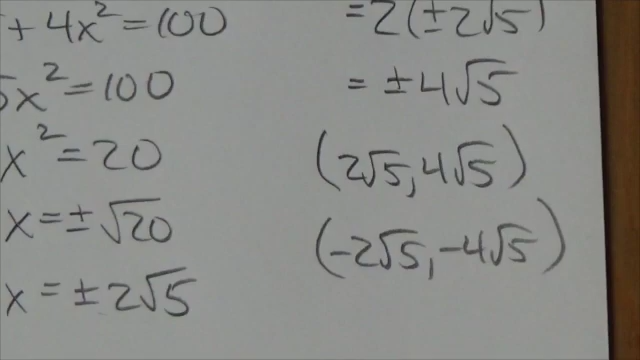 + 4x² = 100
5x² = 100
x² = 20
x = ±√20
x = ±2√5
= 2(±2√5)
= ±4√5
(2√5, 4√5)
(-2√5, -4√5)